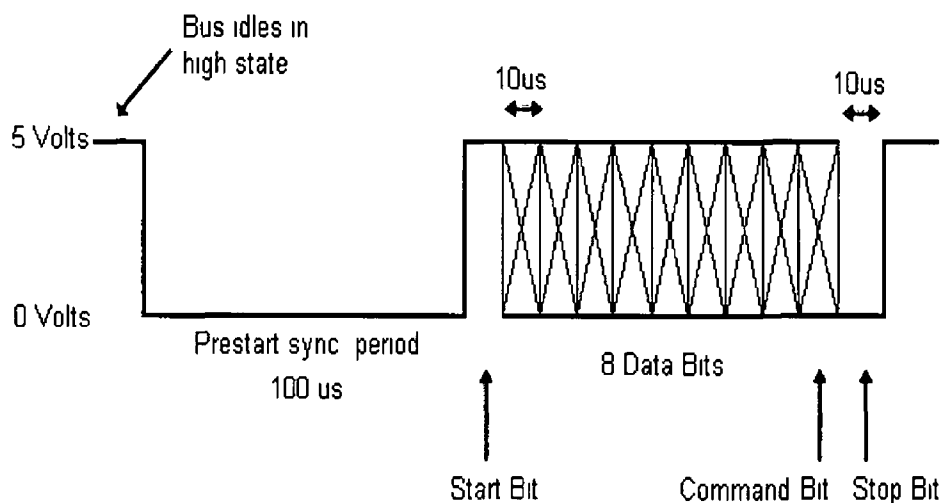 Bus idles in
high state
10us
10us
5 Volts
0 Volts
Prestart sync period
100 us
8 Data Bits
Start Bit
Command Bit
Stop Bit